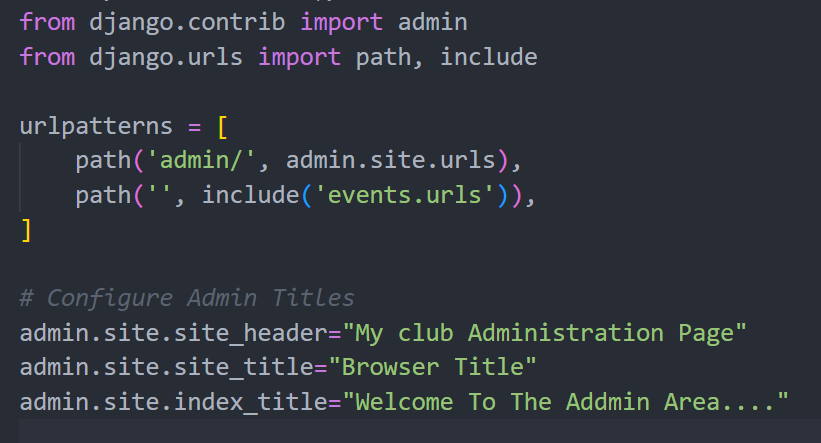 from django.contrib import admin
from django.urls import path, include
urlpatterns = [
path('admin/', admin.site.urls),
path('', include('events.urls')),
]
# Configure Admin Titles
admin.site.site_header="My club Administration Page"
admin.site.site_title="Browser Title"
admin.site.index_title="Welcome To The Addmin Area...."